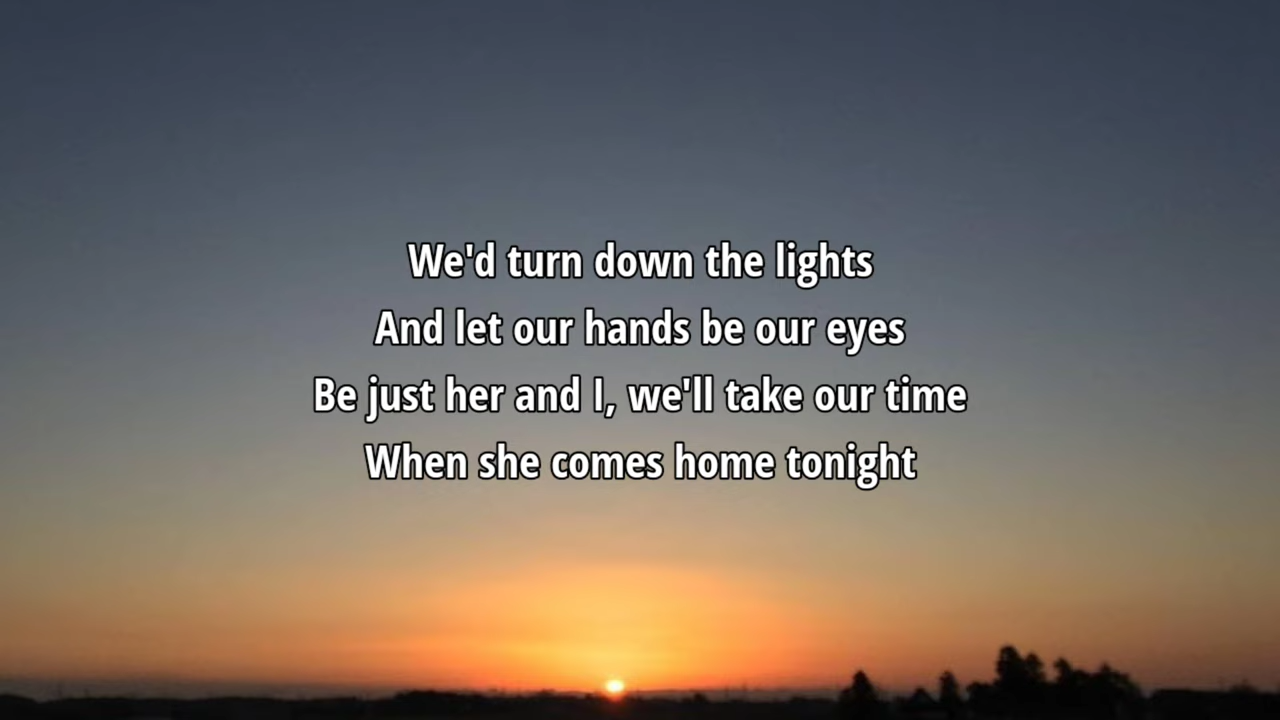 We'd turn down the lights
And let our hands be our eyes
Be just her and I, we'll take our time
When she comes home tonight